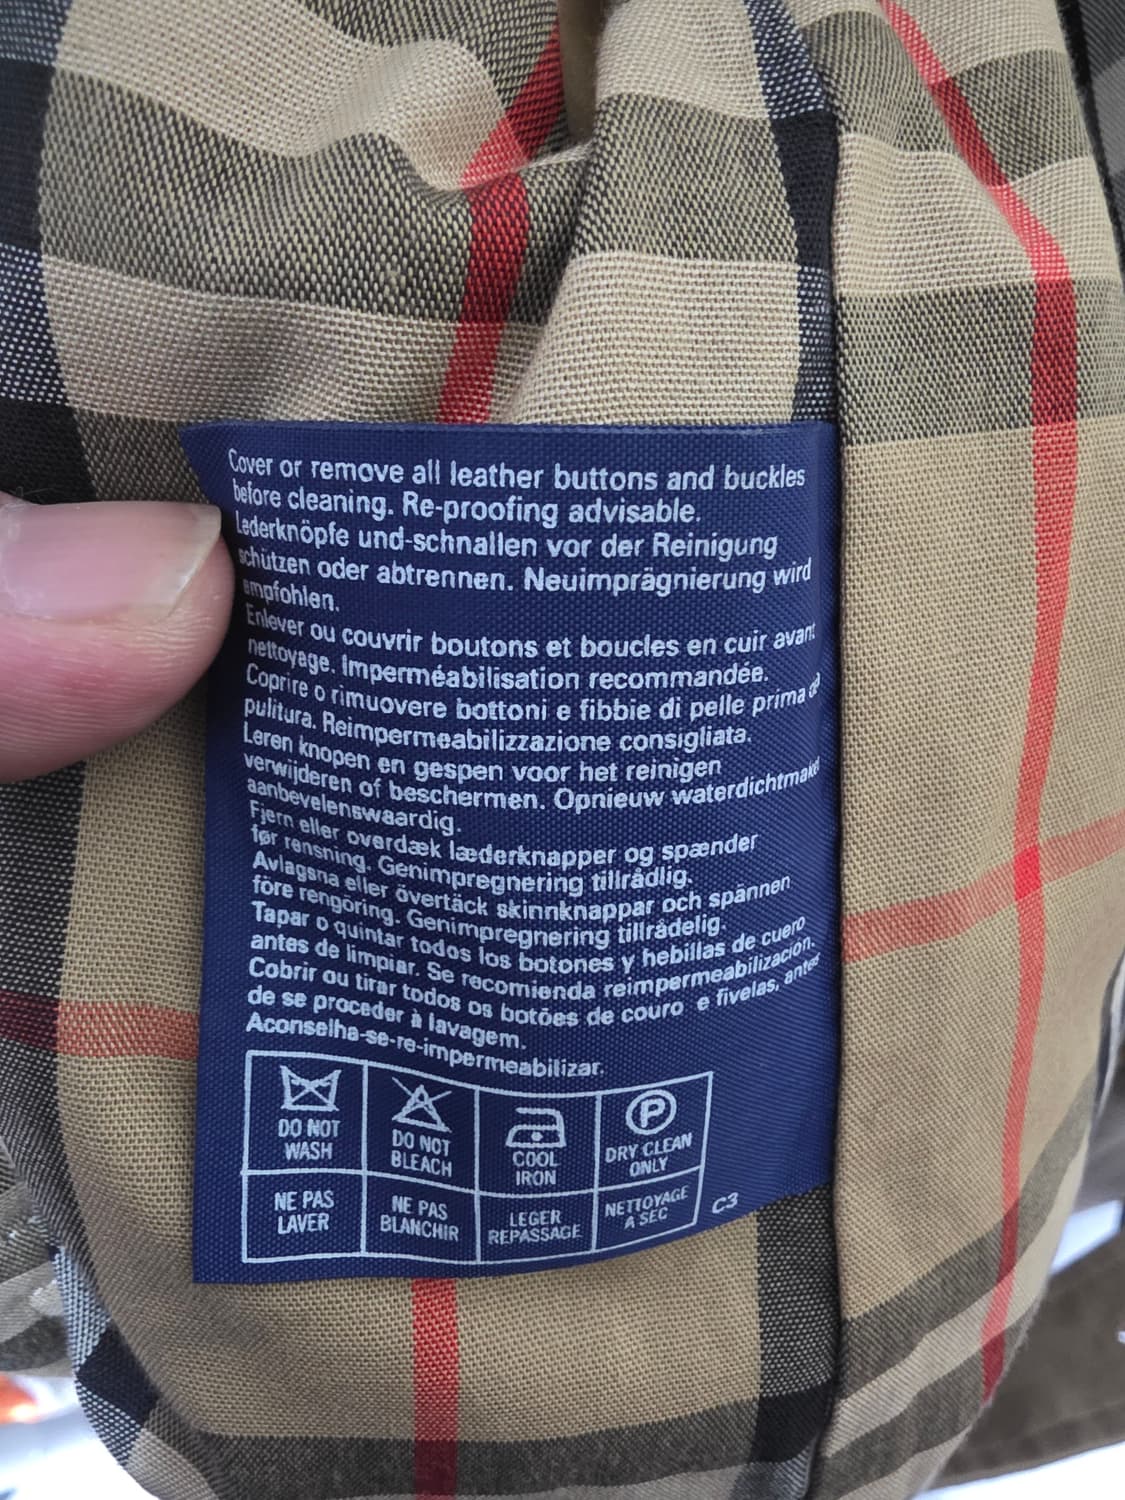 Cover or remove all leather buttons and buckles
before cleaning. Re-proofing advisable.
Lederknöpfe und-schnallen vor der Reinigung
schützen oder abtrennen. Neuimprägnierung wird
empfohlen.
Enlever ou couvrir boutons et boucles en cuir avant
nettoyage. Imperméabilisation recommandée.
Coprire o rimuovere bottoni e fibbie di pelle prima
pulitura. Reimpermeabilizzazione consigliata.
Leren knopen en gespen voor het reinigen
verwijderen of beschermen. Opnieuw waterdichtmake
aanbevelenswaardig.
Fjern eller overdæk læderknapper og spænder
før rensning. Genimpregnering tillrådlig.
Avlagsna eller övertäck skinnknappar och spännen
före rengöring. Genimpregnering tillrådelig.
Tapar o quintar todos los botones y hebillas de cuero
antes de limpiar. Se recomienda reimpermeabilización.
Cobrir ou tirar todos os botões de couro e fivelas, antes
de se proceder à lavagem.
Aconselha-se-re-impermeabilizar.
P
DO NOT WASH
DO NOT BLEACH
COOL IRON
DRY CLEAN ONLY
NE PAS LAVER
NE PAS BLANCHIR
LEGER REPASSAGE
NETTOYAGE A SEC
C3